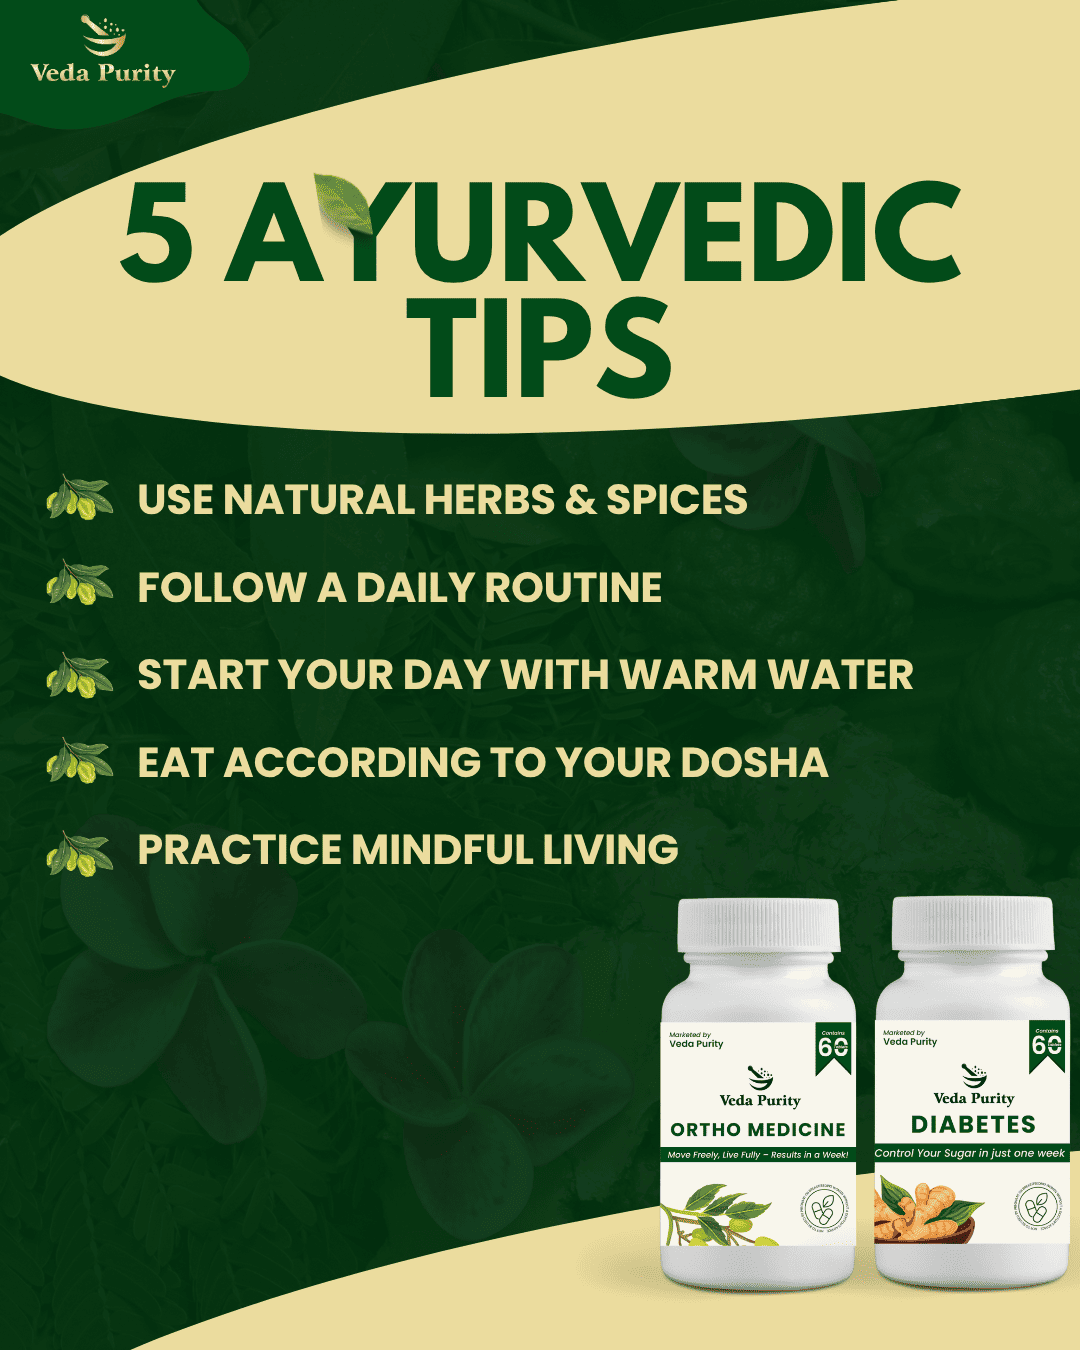 Veda Purity
5 AYURVEDIC
TIPS
USE NATURAL HERBS & SPICES
FOLLOW A DAILY ROUTINE
START YOUR DAY WITH WARM WATER
EAT ACCORDING TO YOUR DOSHA
PRACTICE MINDFUL LIVING
Marketed by
Veda Purity
Contains
60
Veda Purity
ORTHO MEDICINE
Move Freely, Live Fully – Results in a Week!
Marketed by
Veda Purity
Contains
60
Veda Purity
DIABETES
Control Your Sugar in just one week